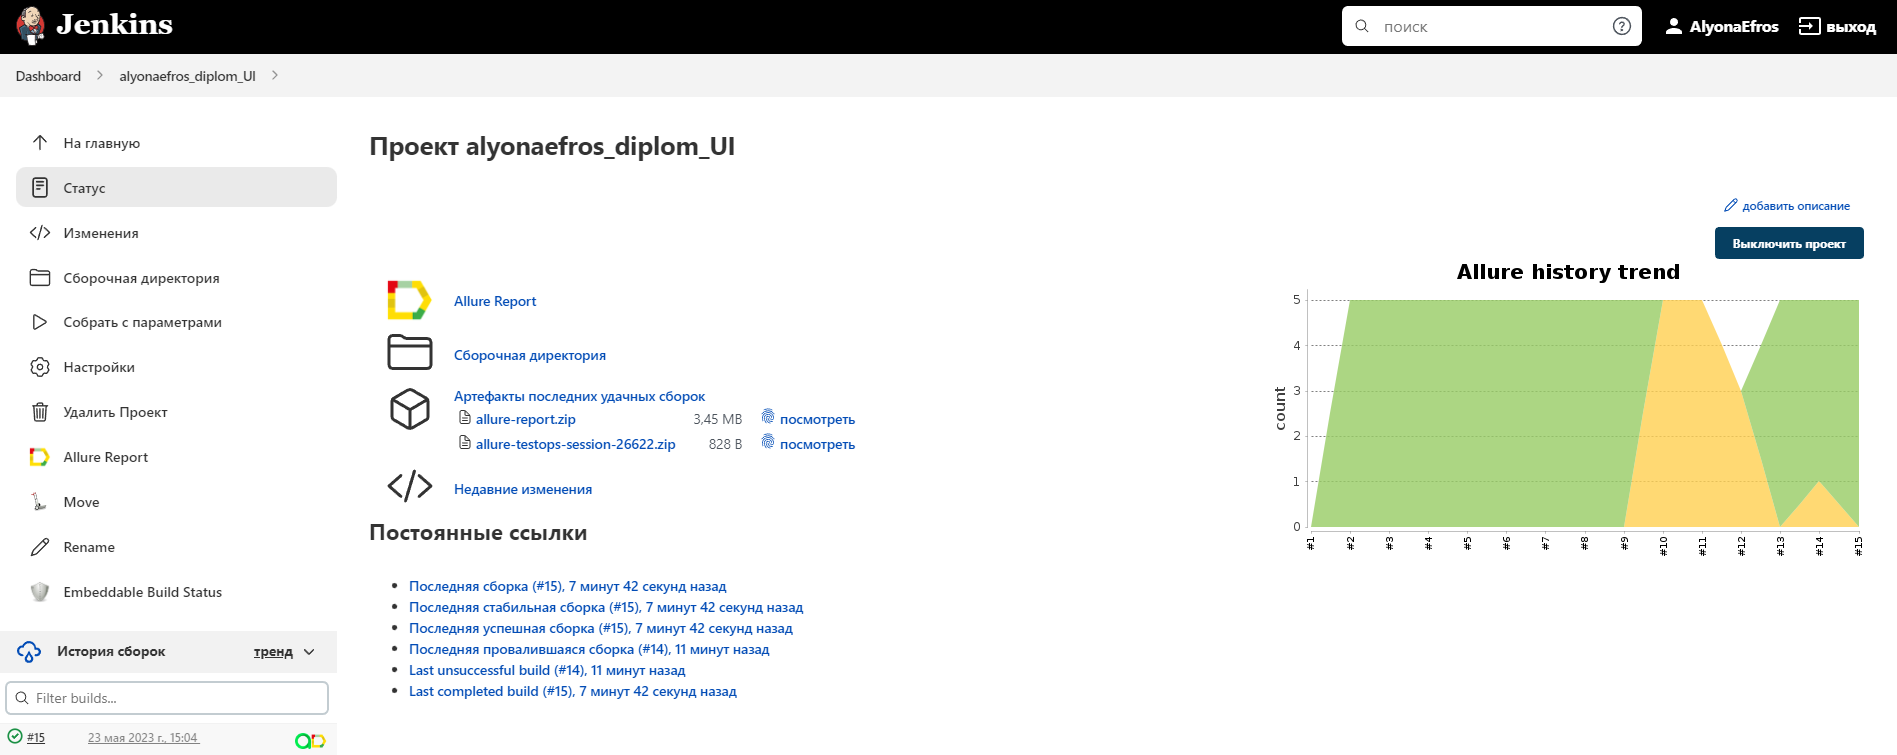 Jenkins
поиск
AlyonaEfros
выход
Dashboard
alyonaefros_diplom_UI
На главную
Статус
Изменения
Сборочная директория
Собрать с параметрами
Настройки
Удалить Проект
Allure Report
Move
Rename
Embeddable Build Status
История сборок
тренд
Filter builds...
#15
23 мая 2023 г., 15:04
Проект alyonaefros_diplom_UI
добавить описание
Выключить проект
Allure Report
Сборочная директория
Артефакты последних удачных сборок
allure-report.zip 3,45 MB посмотреть
allure-testops-session-26622.zip 828 B посмотреть
Недавние изменения
Постоянные ссылки
Последняя сборка (#15), 7 минут 42 секунд назад
Последняя стабильная сборка (#15), 7 минут 42 секунд назад
Последняя успешная сборка (#15), 7 минут 42 секунд назад
Последняя провалившаяся сборка (#14), 11 минут назад
Last unsuccessful build (#14), 11 минут назад
Last completed build (#15), 7 минут 42 секунд назад
Allure history trend
count
5
4
3
2
1
0
#1 #2 #3 #4 #5 #6 #7 #8 #9 #10 #11 #12 #13 #14 #15